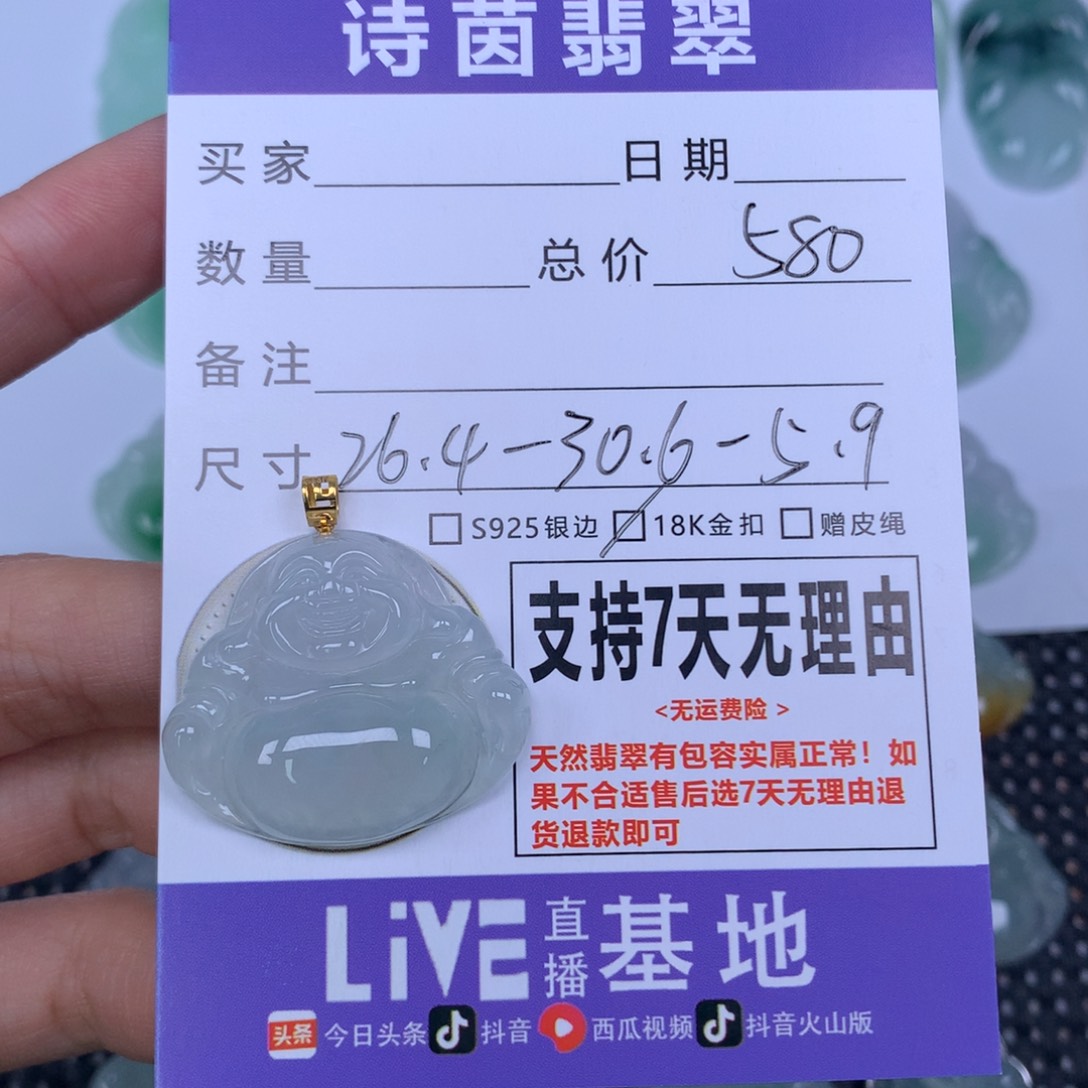 诗茵翡翠
买家 日期
数量 总价 580
备注
尺寸 26.4-30.6-5.9
S925银边 18K金扣 赠皮绳
支持7天无理由
<无运费险 >
天然翡翠有包容实属正常！如
果不合适售后选7天无理由退
货退款即可
LiVE直播基地
头条 今日头条 抖音 西瓜视频 抖音火山版